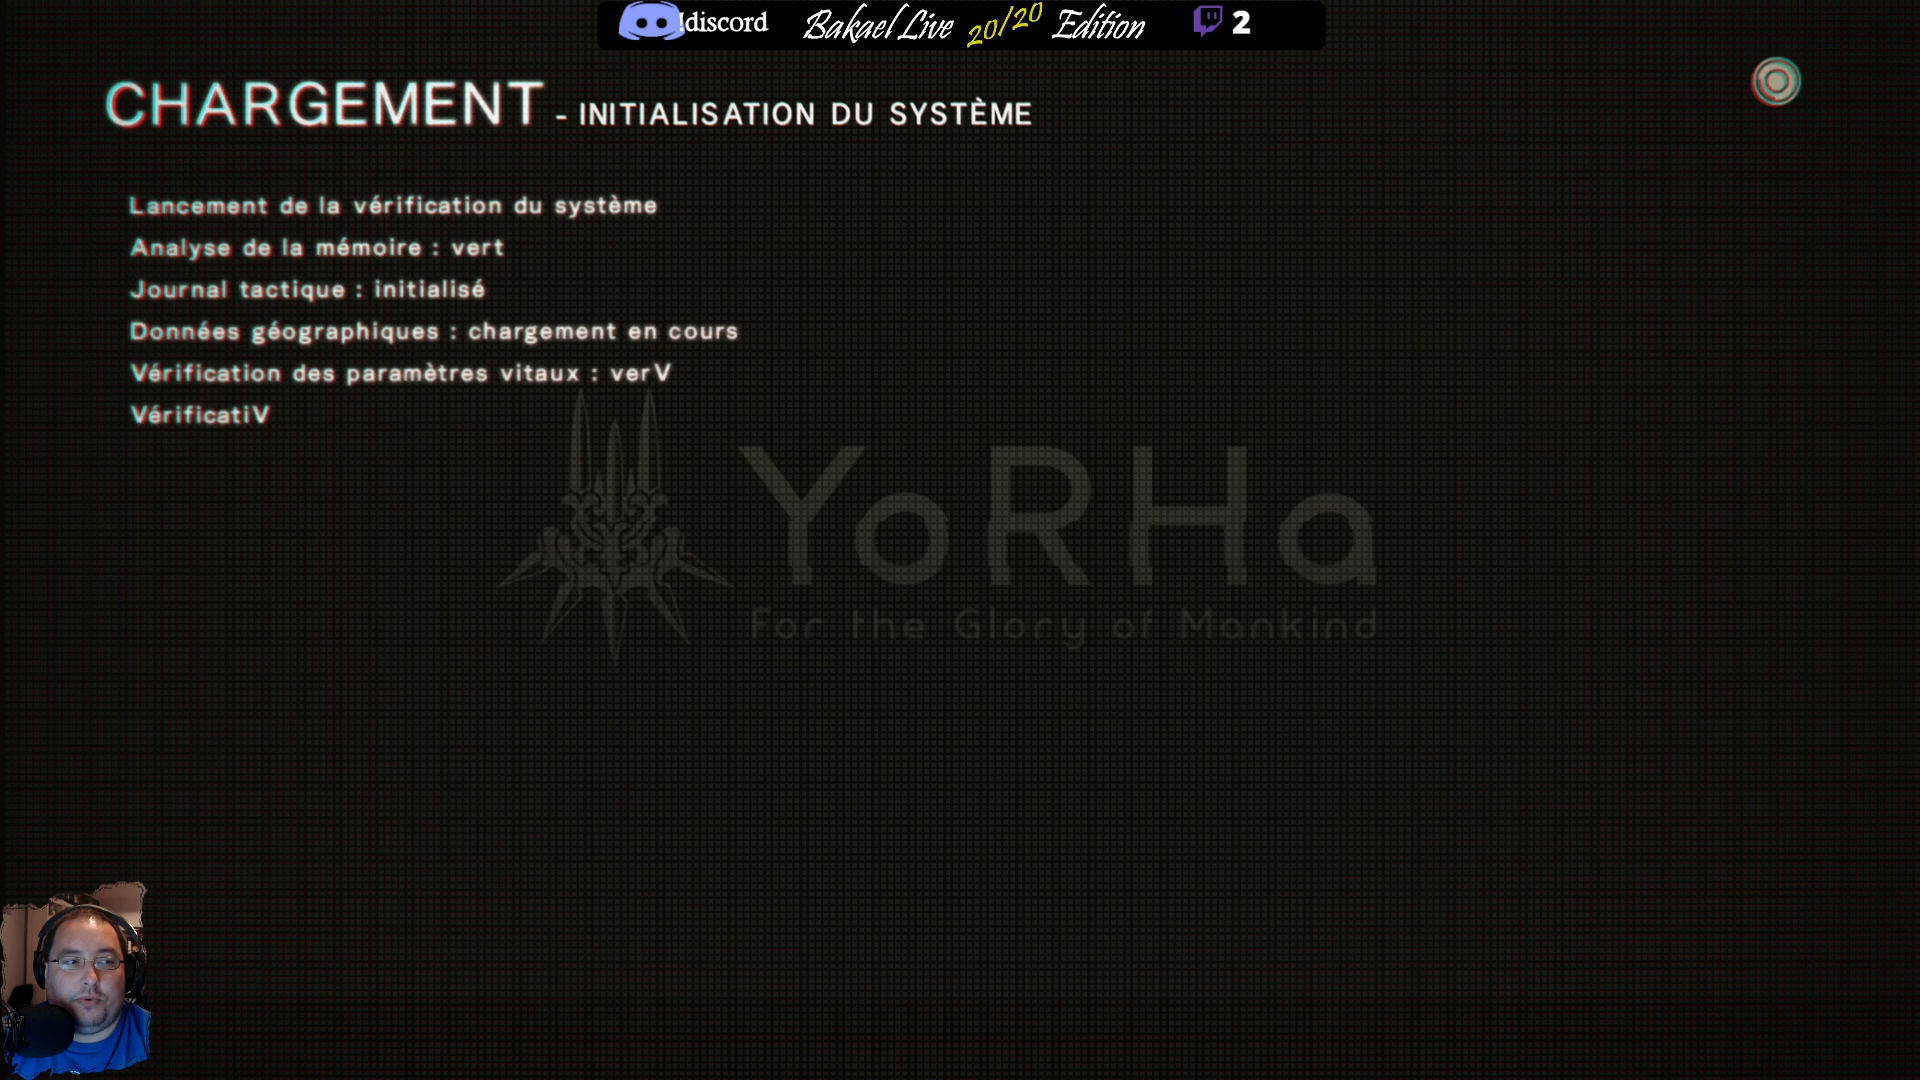 !discord Bakael Live 20/20 Edition 2
CHARGEMENT - INITIALISATION DU SYSTÈME
Lancement de la vérification du système
Analyse de la mémoire : vert
Journal tactique : initialisé
Données géographiques : chargement en cours
Vérification des paramètres vitaux : verV
VérificatiV
YoRHa
For the Glory of Mankind